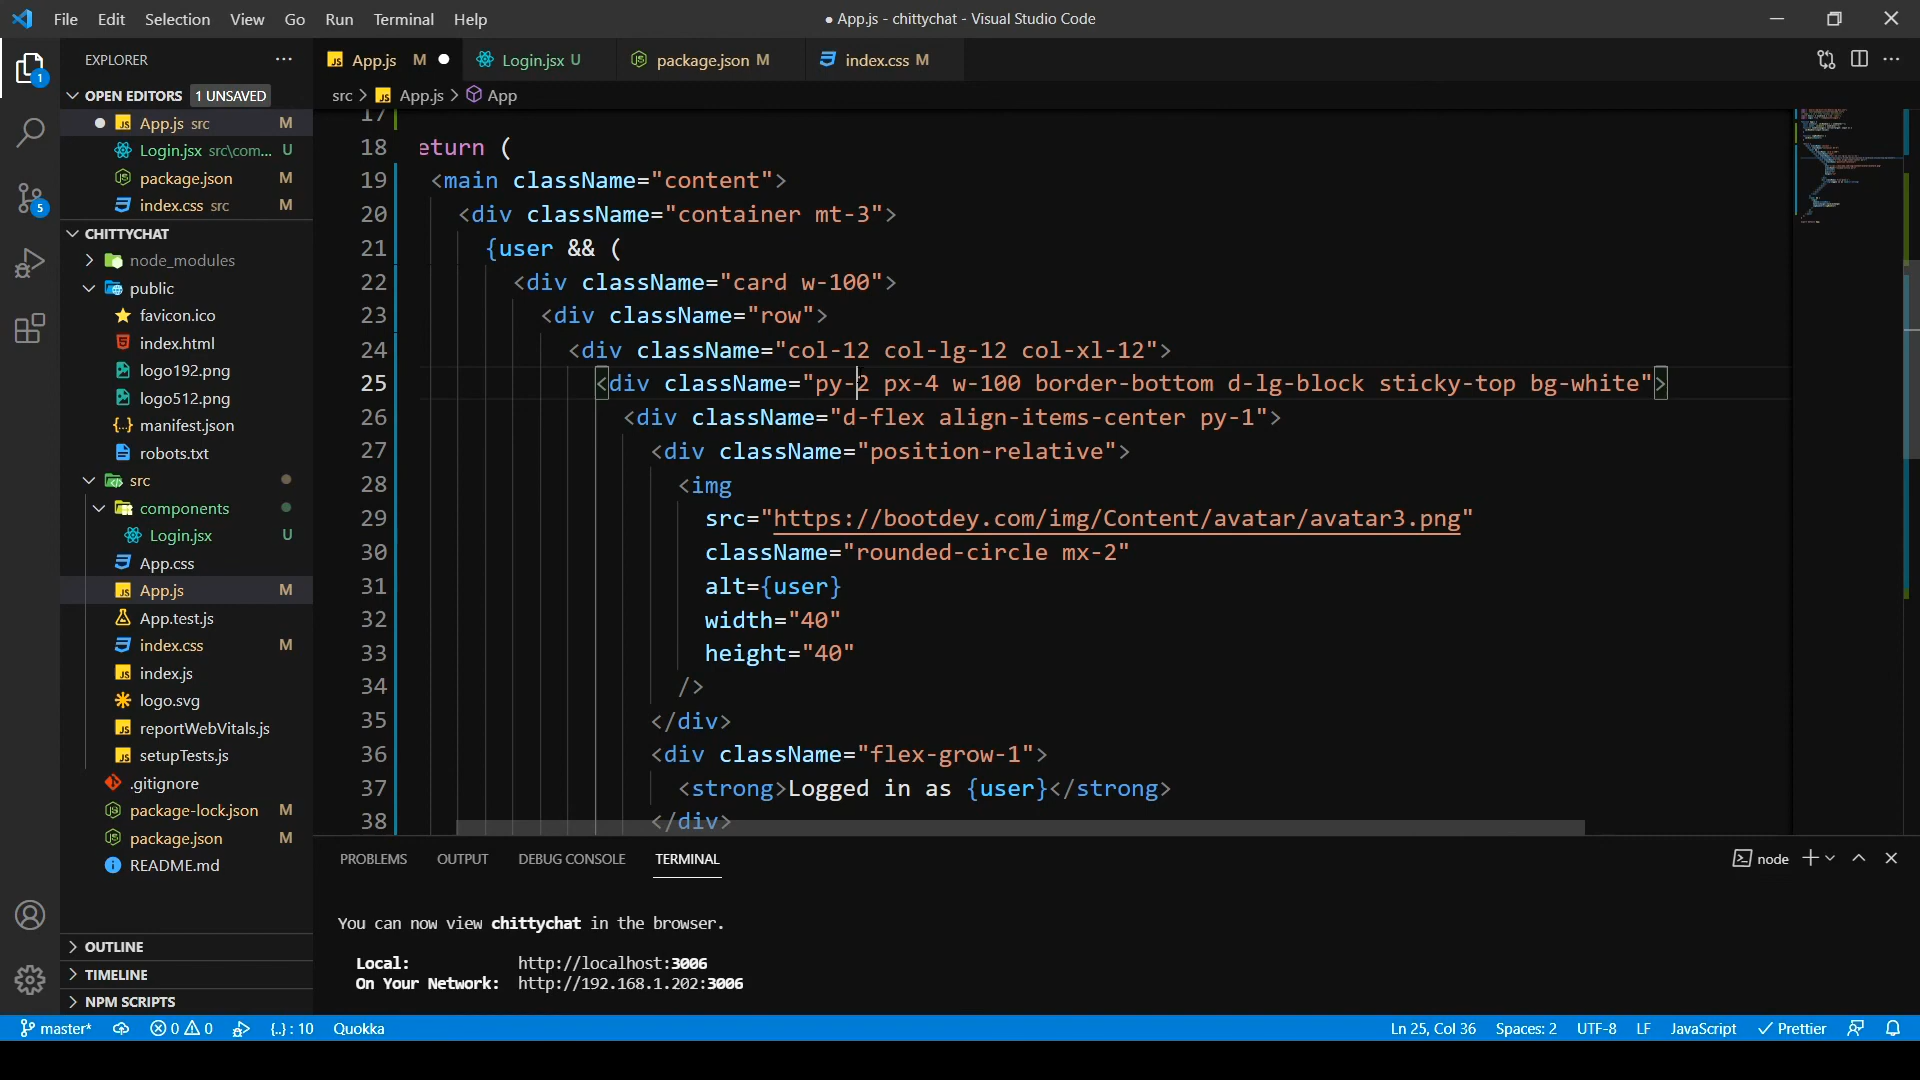 File Edit Selection View Go Run Terminal Help
● App.js - chittychat - Visual Studio Code
EXPLORER
App.js M
Login.jsx U
package.json M
index.css M
OPEN EDITORS 1 UNSAVED
src > App.js > App
App.js src M
Login.jsx src\com... U
package.json M
index.css src M
CHITTYCHAT
node_modules
public
favicon.ico
index.html
logo192.png
logo512.png
manifest.json
robots.txt
src
components
Login.jsx U
App.css
App.js M
App.test.js
index.css M
index.js
logo.svg
reportWebVitals.js
setupTests.js
.gitignore
package-lock.json M
package.json M
README.md
OUTLINE
TIMELINE
NPM SCRIPTS
1
5
17
18 eturn (
19 <main className="content">
20 <div className="container mt-3">
21 {user && (
22 <div className="card w-100">
23 <div className="row">
24 <div className="col-12 col-lg-12 col-xl-12">
25 <div className="py-2 px-4 w-100 border-bottom d-lg-block sticky-top bg-white">
26 <div className="d-flex align-items-center py-1">
27 <div className="position-relative">
28 <img
29 src="https://bootdey.com/img/Content/avatar/avatar3.png"
30 className="rounded-circle mx-2"
31 alt={user}
32 width="40"
33 height="40"
34 />
35 </div>
36 <div className="flex-grow-1">
37 <strong>Logged in as {user}</strong>
38 </div>
PROBLEMS OUTPUT DEBUG CONSOLE TERMINAL
node
You can now view chittychat in the browser.
Local: http://localhost:3006
On Your Network: http://192.168.1.202:3006
master* 0 0 {..} : 10 Quokka
Ln 25, Col 36 Spaces: 2 UTF-8 LF JavaScript Prettier